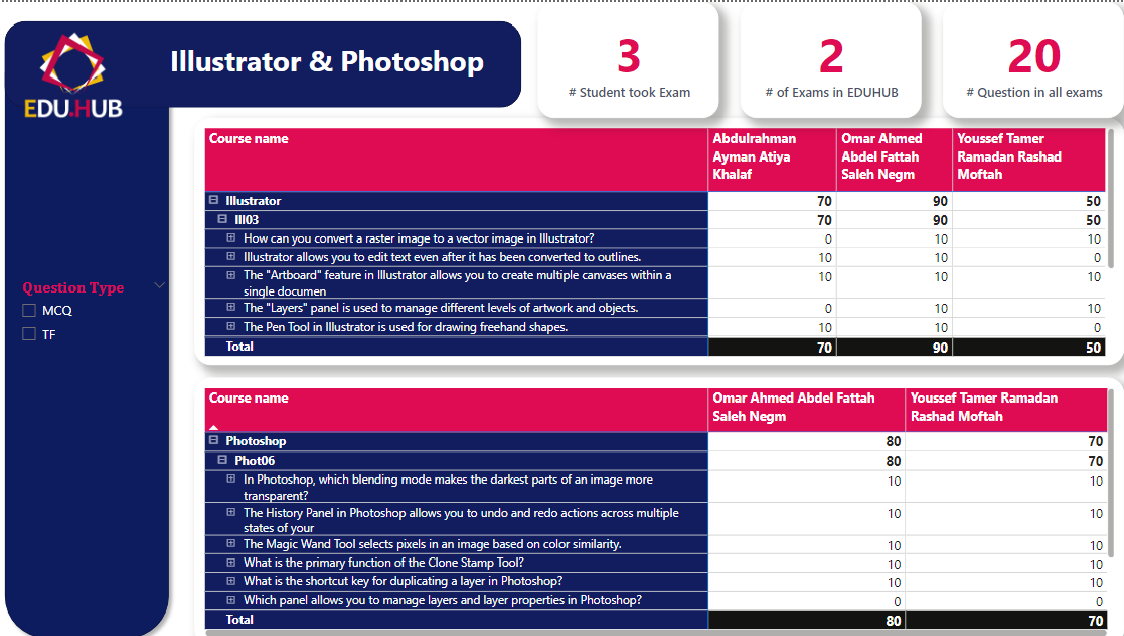 EDU.HUB
Illustrator & Photoshop
3
# Student took Exam
2
# of Exams in EDUHUB
20
# Question in all exams
Question Type
MCQ
TF
Course name
Abdulrahman
Ayman Atiya
Khalaf
Omar Ahmed
Abdel Fattah
Saleh Negm
Youssef Tamer
Ramadan Rashad
Moftah
Illustrator 70 90 50
Ill03 70 90 50
How can you convert a raster image to a vector image in Illustrator? 0 10 10
Illustrator allows you to edit text even after it has been converted to outlines. 10 10 0
The "Artboard" feature in Illustrator allows you to create multiple canvases within a 10 10 10
single documen
The "Layers" panel is used to manage different levels of artwork and objects. 0 10 10
The Pen Tool in Illustrator is used for drawing freehand shapes. 10 10 0
Total 70 90 50
Course name
Omar Ahmed Abdel Fattah
Saleh Negm
Youssef Tamer Ramadan
Rashad Moftah
Photoshop 80 70
Phot06 80 70
In Photoshop, which blending mode makes the darkest parts of an image more 10 10
transparent?
The History Panel in Photoshop allows you to undo and redo actions across multiple 10 10
states of your
The Magic Wand Tool selects pixels in an image based on color similarity. 10 10
What is the primary function of the Clone Stamp Tool? 10 10
What is the shortcut key for duplicating a layer in Photoshop? 10 10
Which panel allows you to manage layers and layer properties in Photoshop? 0 0
Total 80 70